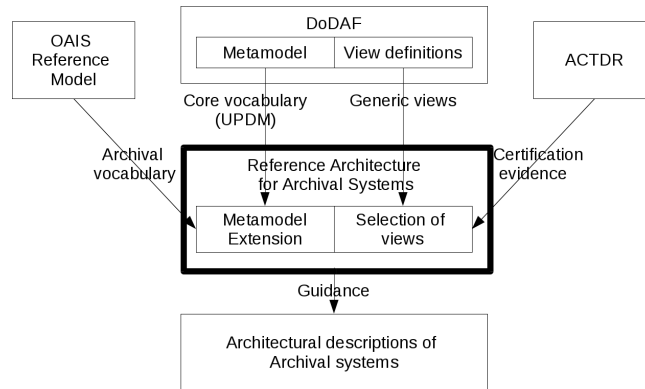 DoDAF
OAIS
Reference
Model
Metamodel
View definitions
ACTDR
Core vocabulary
(UPDM)
Generic views
Archival
vocabulary
Reference Architecture
for Archival Systems
Certification
evidence
Metamodel
Extension
Selection of
views
Guidance
Architectural descriptions of
Archival systems